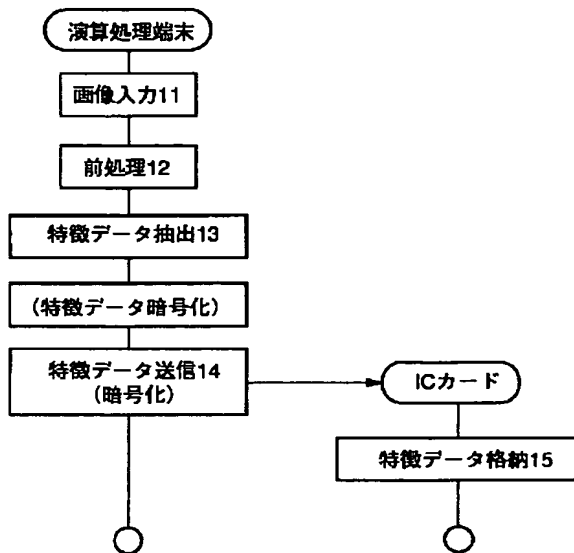 演算処理端末
画像入力11
前処理12
特徴データ抽出13
(特徴データ暗号化)
特徴データ送信14
(暗号化)
ICカード
特徴データ格納15